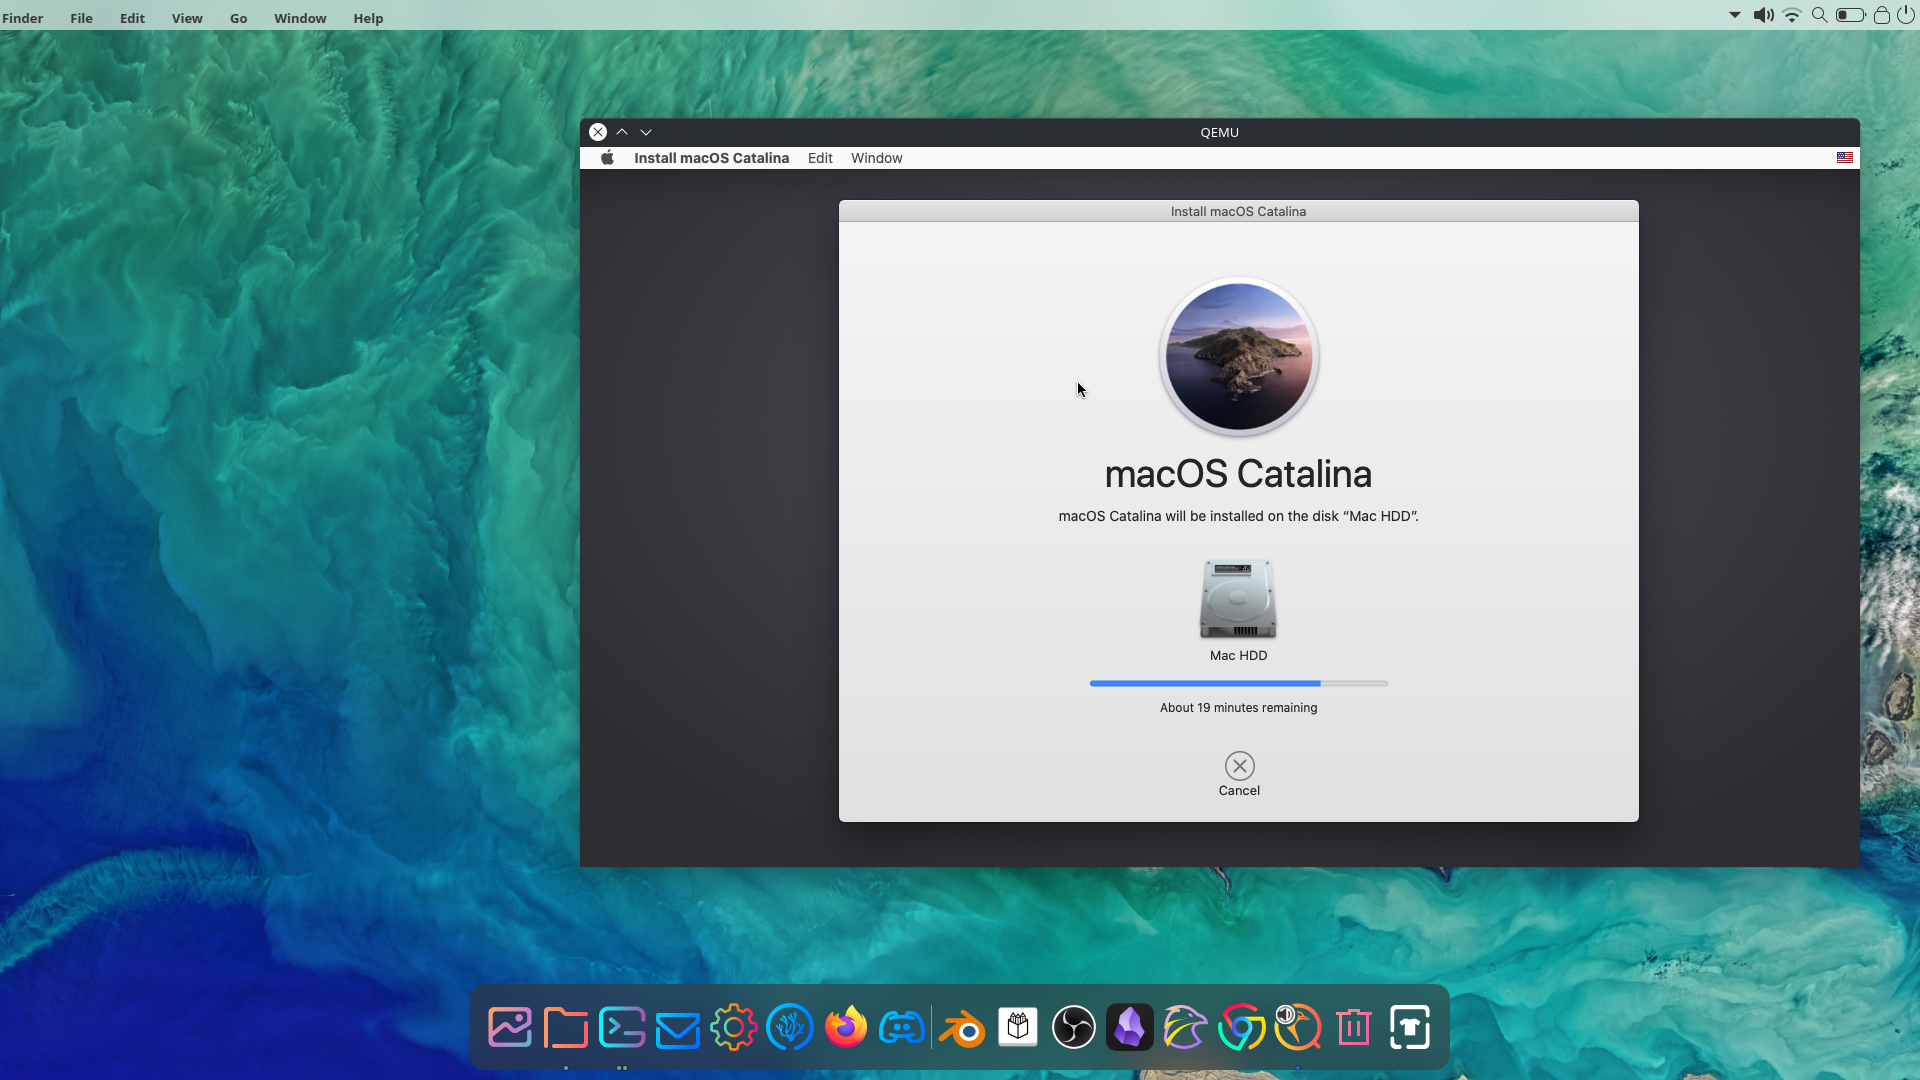 Finder File Edit View Go Window Help
QEMU
Install macOS Catalina Edit Window
Install macOS Catalina
macOS Catalina
macOS Catalina will be installed on the disk “Mac HDD”.
Mac HDD
About 19 minutes remaining
Cancel